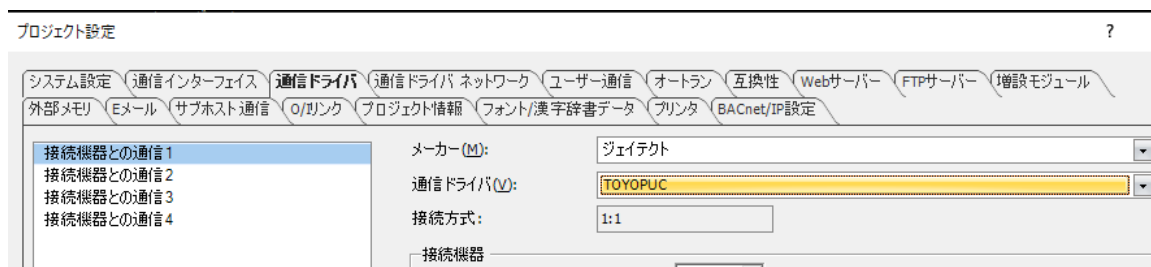 プロジェクト設定 ?
システム設定 通信インターフェイス 通信ドライバ 通信ドライバ ネットワーク ユーザー通信 オートラン 互換性 Webサーバー FTPサーバー 増設モジュール
外部メモリ Eメール サブホスト通信 O/Iリンク プロジェクト情報 フォント/漢字辞書データ プリンタ BACnet/IP設定
接続機器との通信1
接続機器との通信2
接続機器との通信3
接続機器との通信4
メーカー(M): ジェイテクト
通信ドライバ(V): TOYOPUC
接続方式: 1:1
接続機器